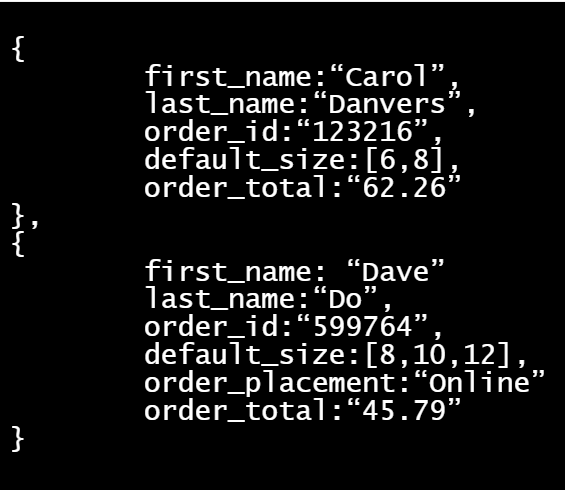 {
first_name:“Carol”,
last_name:“Danvers”,
order_id:“123216”,
default_size:[6,8],
order_total:“62.26”
},
{
first_name: “Dave”
last_name:“Do”,
order_id:“599764”,
default_size:[8,10,12],
order_placement:“Online”
order_total:“45.79”
}